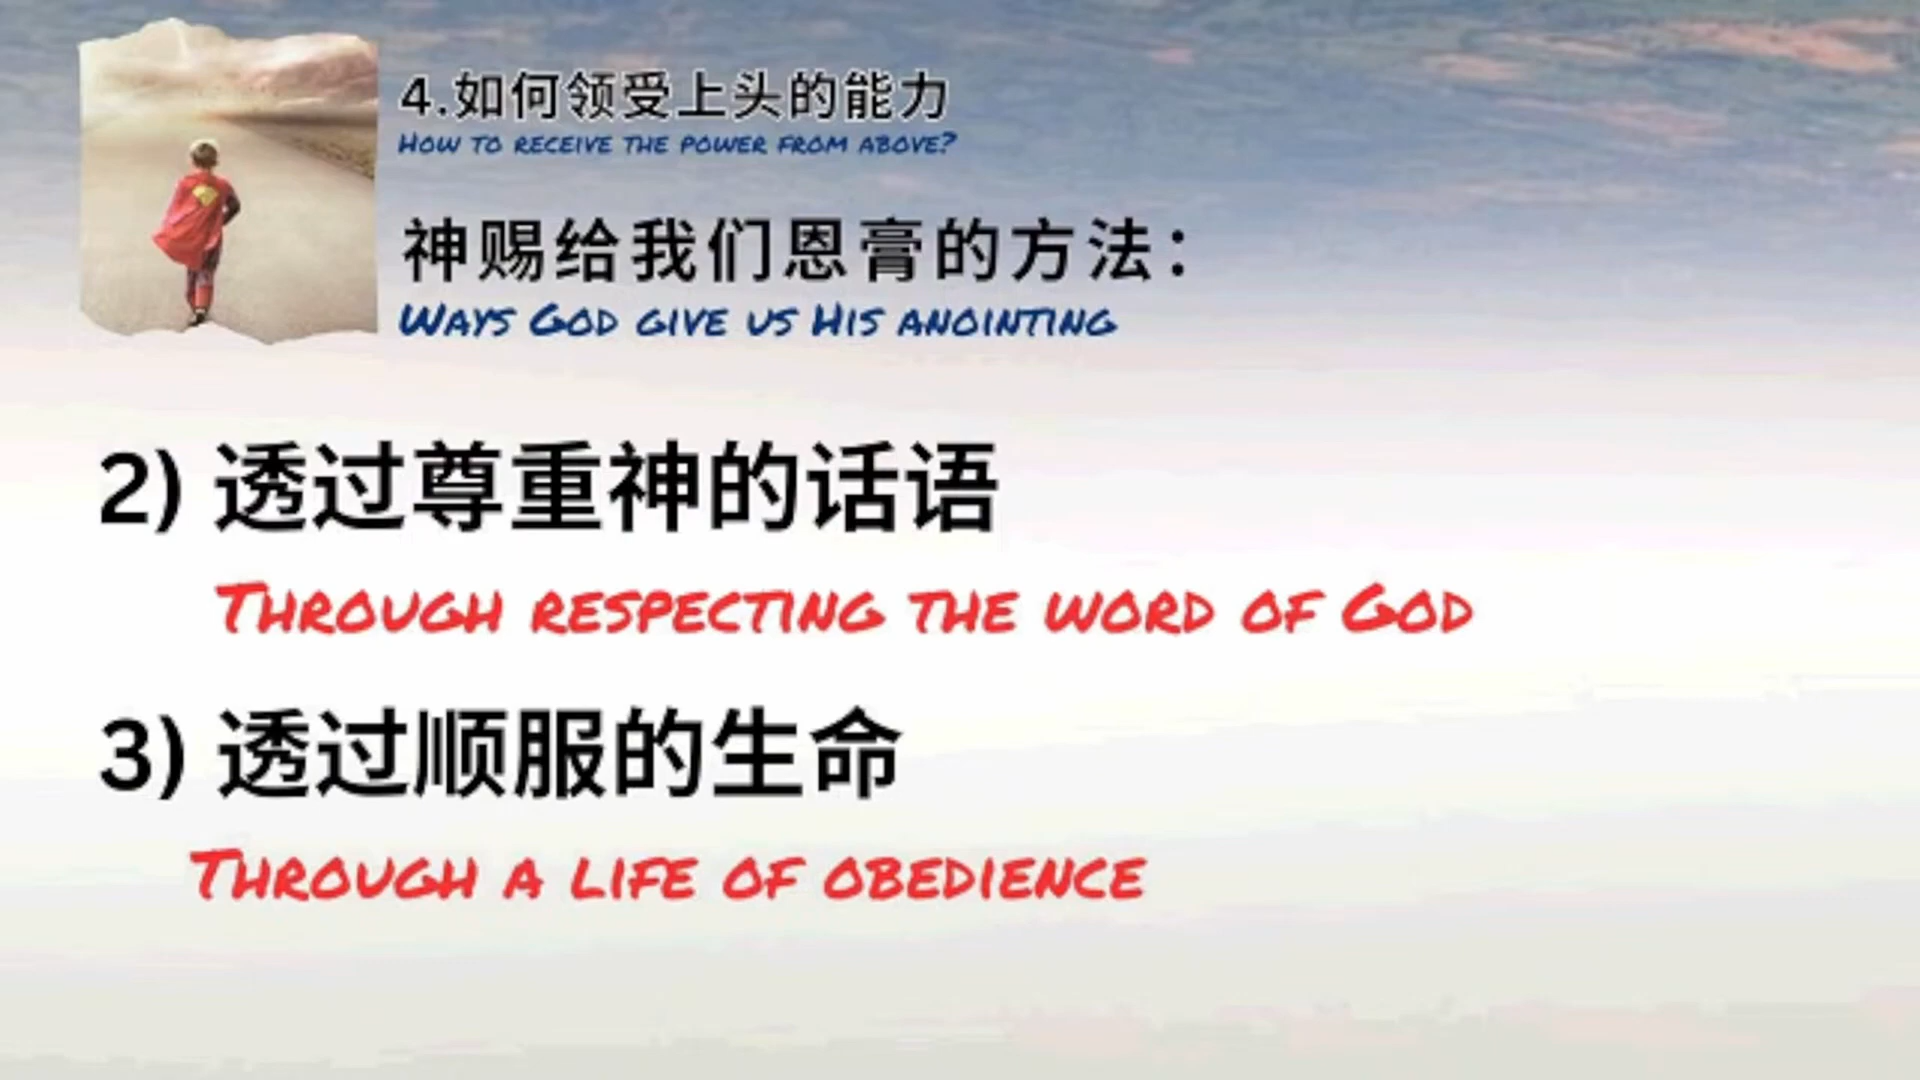 4.如何领受上头的能力
How to receive the power from above?
神赐给我们恩膏的方法：
Ways God give us His anointing
2) 透过尊重神的话语
Through respecting the word of God
3) 透过顺服的生命
Through a life of obedience